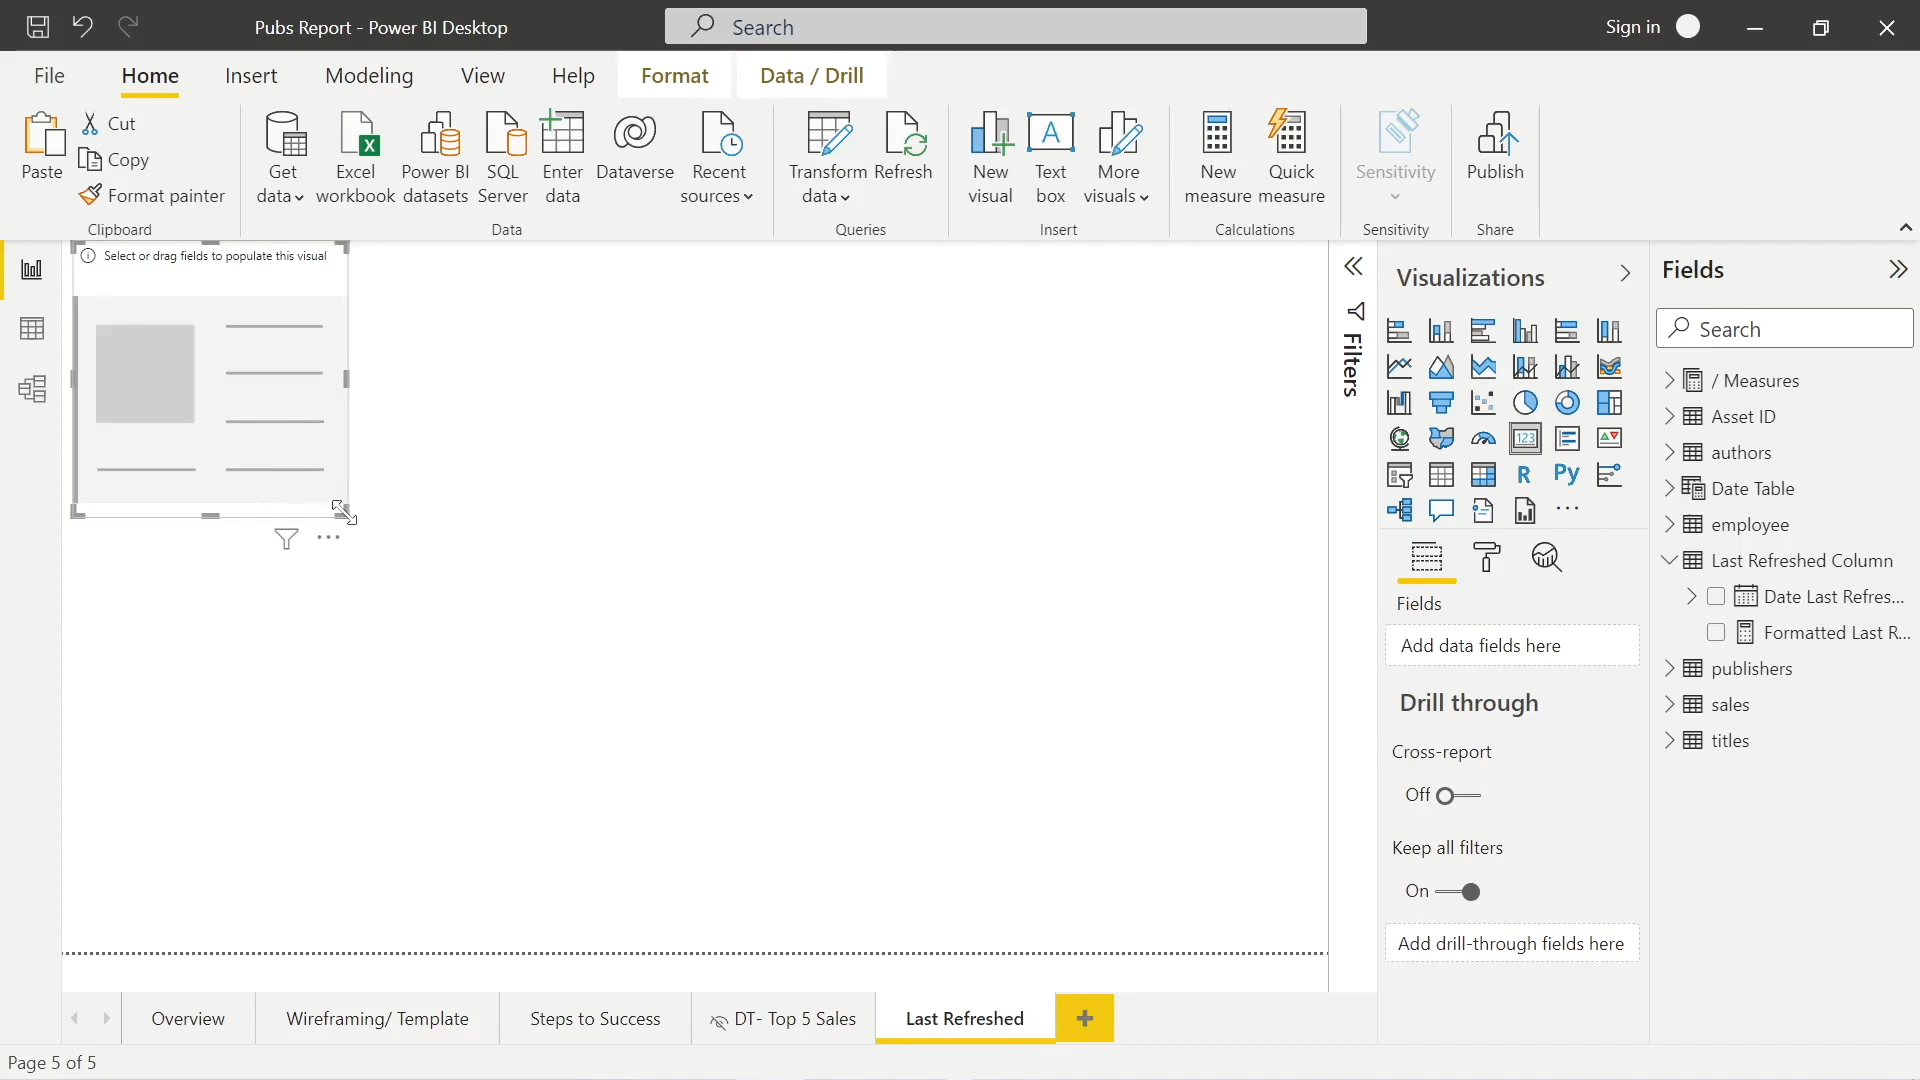 Pubs Report - Power BI Desktop
Search
Sign in
File
Home
Insert
Modeling
View
Help
Format
Data / Drill
Paste
Cut
Copy
Format painter
Clipboard
Get data
Excel workbook
Power BI datasets
SQL Server
Enter data
Dataverse
Recent sources
Data
Transform data
Refresh
Queries
New visual
A
Text box
More visuals
Insert
New measure
Quick measure
Calculations
Sensitivity
Sensitivity
Publish
Share
Select or drag fields to populate this visual
Filters
Visualizations
123
R
Py
Fields
Add data fields here
Drill through
Cross-report
Off
Keep all filters
On
Add drill-through fields here
Fields
Search
/ Measures
Asset ID
authors
Date Table
employee
Last Refreshed Column
Date Last Refres...
Formatted Last R...
publishers
sales
titles
Overview
Wireframing/ Template
Steps to Success
DT- Top 5 Sales
Last Refreshed
Page 5 of 5